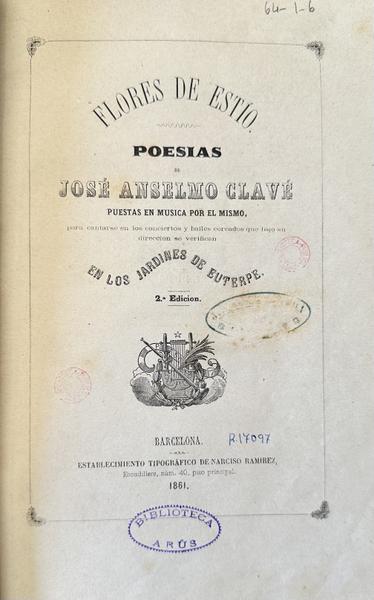 64-1-6
FLORES DE ESTÍO.
POESIAS
DE
JOSÉ ANSELMO CLAVÉ
PUESTAS EN MUSICA POR EL MISMO,
para cantarse en los conciertos y bailes coreados que bajo su
direccion se verifican
EN LOS JARDINES DE EUTERPE.
2.ª Edicion.
BARCELONA.
R.17097
ESTABLECIMIENTO TIPOGRÁFICO DE NARCISO RAMIREZ,
Escudillers, núm. 40, piso principal.
1861.
BIBLIOTECA
ARÚS